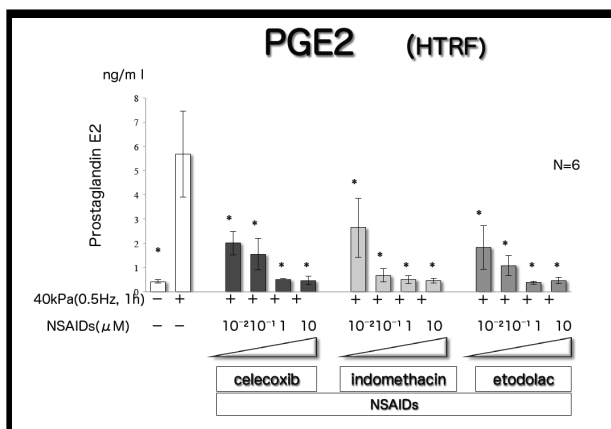 PGE2 (HTRF)
ng/ml
Prostaglandin E2
8
7
6
5
4
3
2
1
0
N=6
* * * * * * * * * * * * *
40kPa(0.5Hz, 1h) − + + + + + + + + + + + + +
NSAIDs(μM) − − 10⁻² 10⁻¹ 1 10 10⁻² 10⁻¹ 1 10 10⁻² 10⁻¹ 1 10
celecoxib indomethacin etodolac
NSAIDs